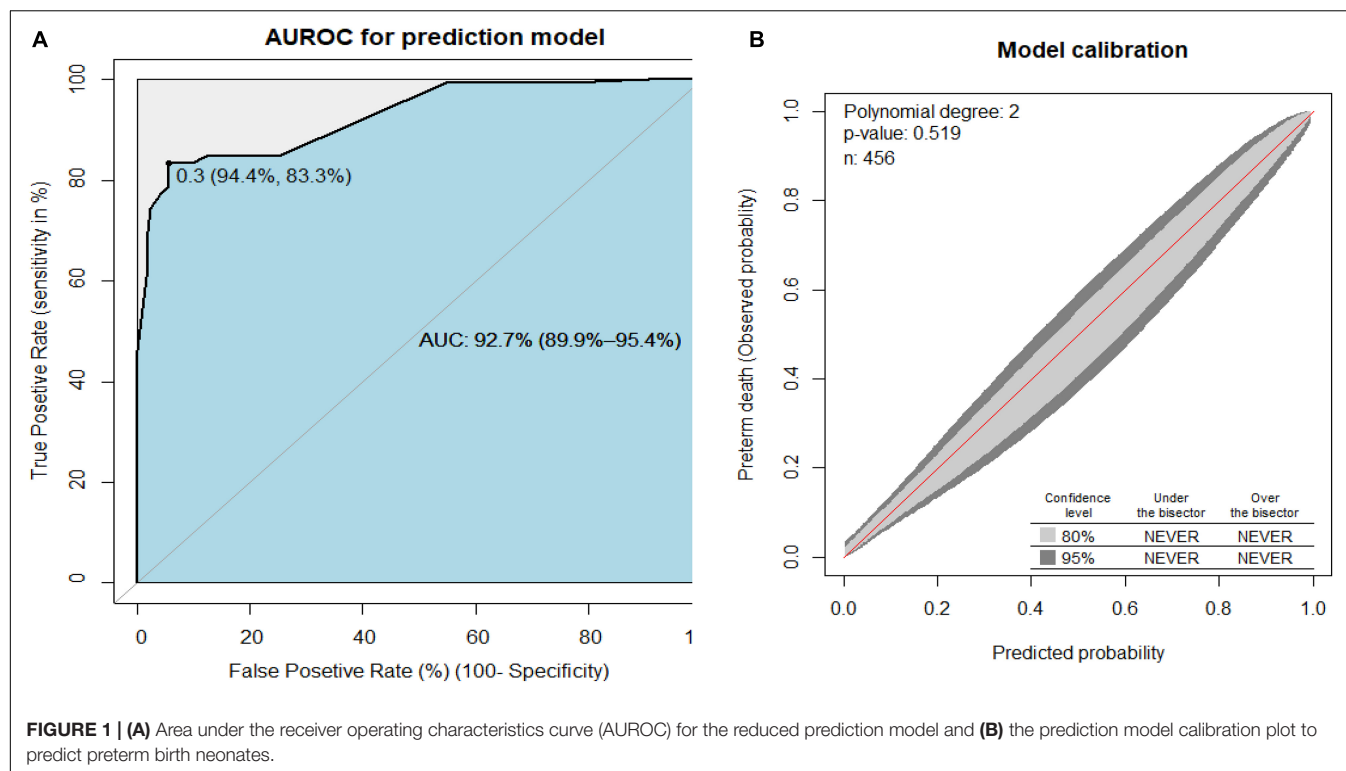 A
AUROC for prediction model
100
80
60
40
20
0
0.3 (94.4%, 83.3%)
AUC: 92.7% (89.9%–95.4%)
True Posetive Rate (sensitivity in %)
0 20 40 60 80 1
False Posetive Rate (%) (100- Specificity)
B
Model calibration
Polynomial degree: 2
p-value: 0.519
n: 456
1.0
0.8
0.6
0.4
0.2
0.0
Preterm death (Observed probablity)
Confidence level Under the bisector Over the bisector
80% NEVER NEVER
95% NEVER NEVER
0.0 0.2 0.4 0.6 0.8 1.0
Predicted probability
FIGURE 1 | (A) Area under the receiver operating characteristics curve (AUROC) for the reduced prediction model and (B) the prediction model calibration plot to
predict preterm birth neonates.